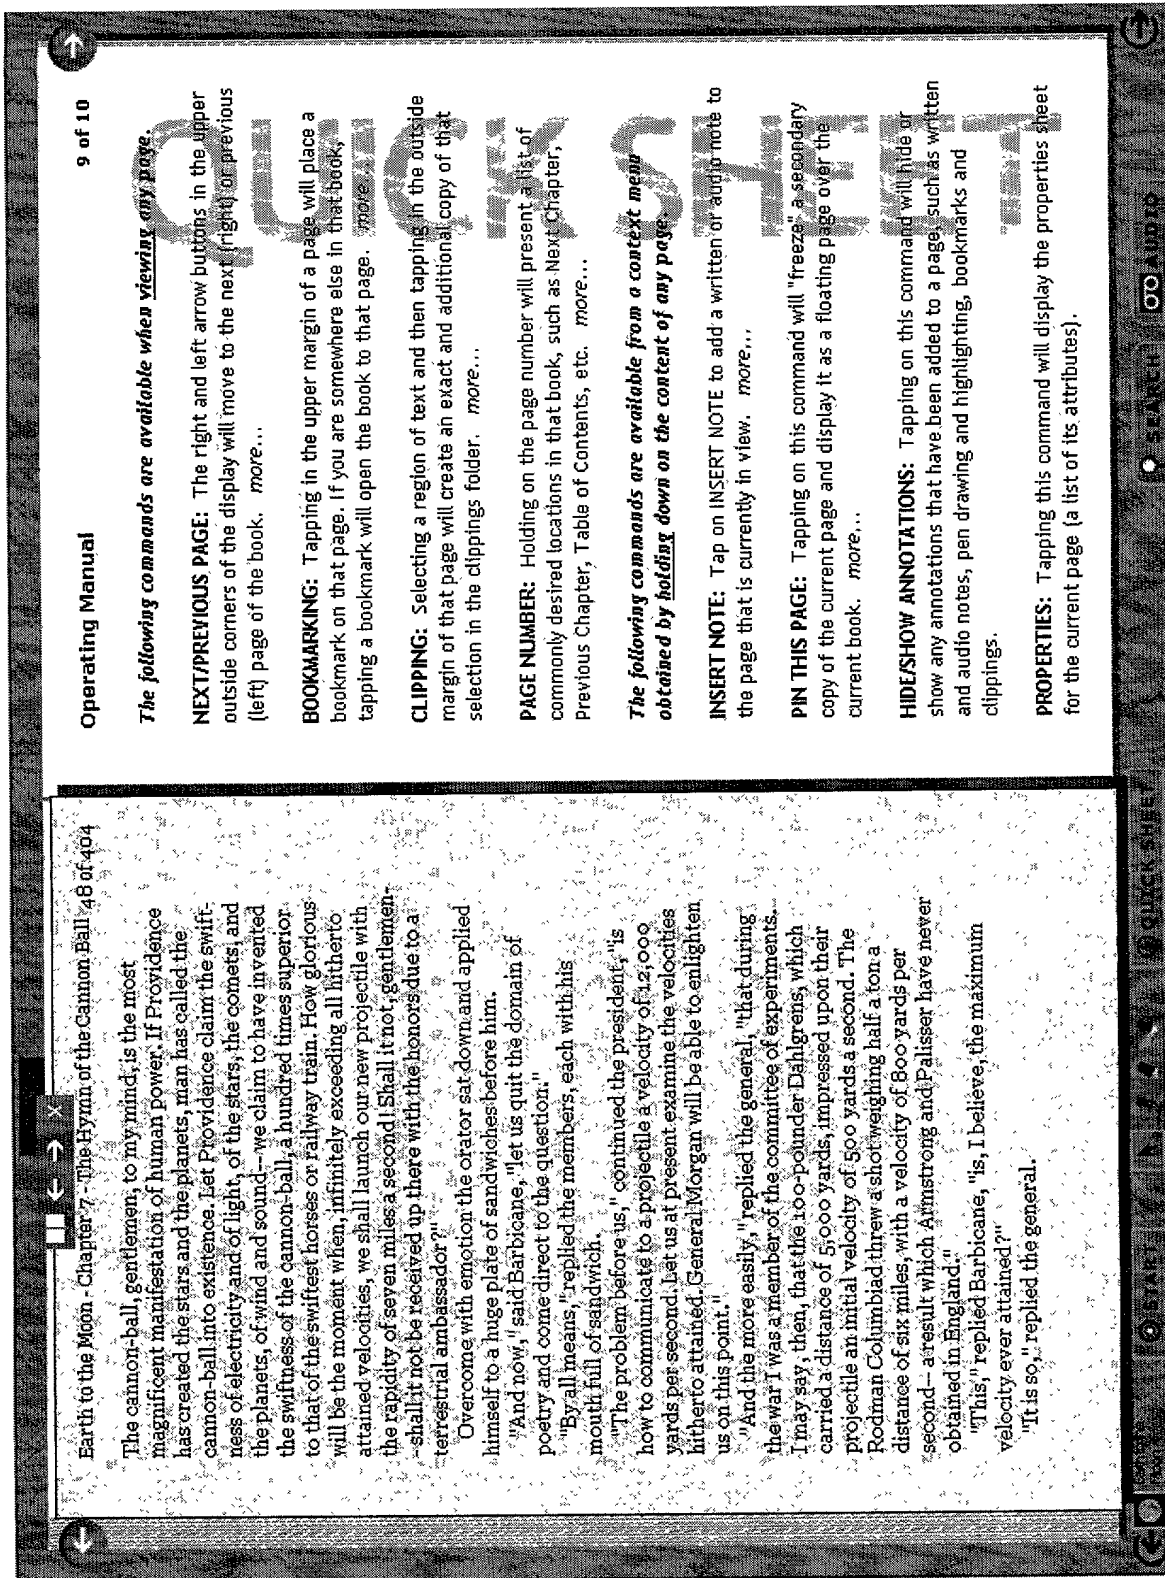 Earth to the Moon - Chapter 7 - The Hymn of the Cannon Ball 48 of 404
The cannon-ball, gentlemen, to my mind, is the most
magnificent manifestation of human power. If Providence
has created the stars and the planets, man has called the
cannon-ball into existence. Let Providence claim the swift-
ness of electricity and of light, of the stars, the comets, and
the planets, of wind and sound--we claim to have invented
the swiftness of the cannon-ball, a hundred times superior
to that of the swiftest horses or railway train. How glorious
will be the moment when, infinitely exceeding all hitherto
attained velocities, we shall launch our new projectile with
the rapidity of seven miles a second! Shall it not, gentlemen-
-shall it not be received up there with the honors due to a
terrestrial ambassador?"
Overcome with emotion the orator sat down and applied
himself to a huge plate of sandwiches before him.
"And now," said Barbicane, "let us quit the domain of
poetry and come direct to the question."
"By all means," replied the members, each with his
mouth full of sandwich.
"The problem before us," continued the president, "is
how to communicate to a projectile a velocity of 12,000
yards per second. Let us at present examine the velocities
hitherto attained. General Morgan will be able to enlighten
us on this point."
"And the more easily," replied the general, "that during
the war I was a member of the committee of experiments.
I may say, then, that the 100-pounder Dahlgrens, which
carried a distance of 5,000 yards, impressed upon their
projectile an initial velocity of 500 yards a second. The
Rodman Columbiad threw a shot weighing half a ton a
distance of six miles, with a velocity of 800 yards per
second--a result which Armstrong and Palisser have never
obtained in England."
"This," replied Barbicane, "is, I believe, the maximum
velocity ever attained?"
"It is so," replied the general.
Operating Manual 9 of 10
QUICK SHEET
The following commands are available when viewing any page.
NEXT/PREVIOUS PAGE: The right and left arrow buttons in the upper
outside corners of the display will move to the next (right) or previous
(left) page of the book. more...
BOOKMARKING: Tapping in the upper margin of a page will place a
bookmark on that page. If you are somewhere else in that book,
tapping a bookmark will open the book to that page. more...
CLIPPING: Selecting a region of text and then tapping in the outside
margin of that page will create an exact and additional copy of that
selection in the clippings folder. more...
PAGE NUMBER: Holding on the page number will present a list of
commonly desired locations in that book, such as Next Chapter,
Previous Chapter, Table of Contents, etc. more...
The following commands are available from a context menu
obtained by holding down on the content of any page.
INSERT NOTE: Tap on INSERT NOTE to add a written or audio note to
the page that is currently in view. more...
PIN THIS PAGE: Tapping on this command will "freeze" a secondary
copy of the current page and display it as a floating page over the
current book. more...
HIDE/SHOW ANNOTATIONS: Tapping on this command will hide or
show any annotations that have been added to a page, such as written
and audio notes, pen drawing and highlighting, bookmarks and
clippings.
PROPERTIES: Tapping this command will display the properties sheet
for the current page (a list of its attributes).
START
QUICK SHEET
SEARCH
AUDIO